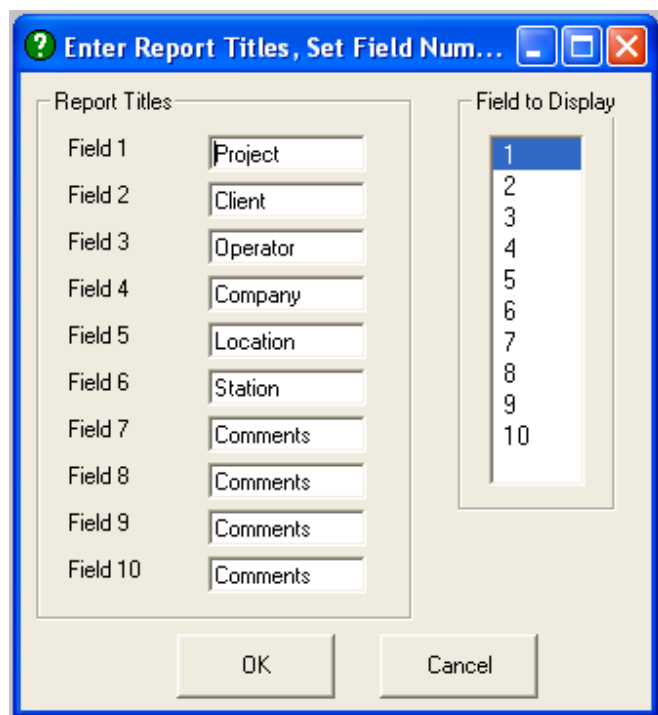 Enter Report Titles, Set Field Num...
Report Titles
Field 1 Project
Field 2 Client
Field 3 Operator
Field 4 Company
Field 5 Location
Field 6 Station
Field 7 Comments
Field 8 Comments
Field 9 Comments
Field 10 Comments
Field to Display
1
2
3
4
5
6
7
8
9
10
OK
Cancel